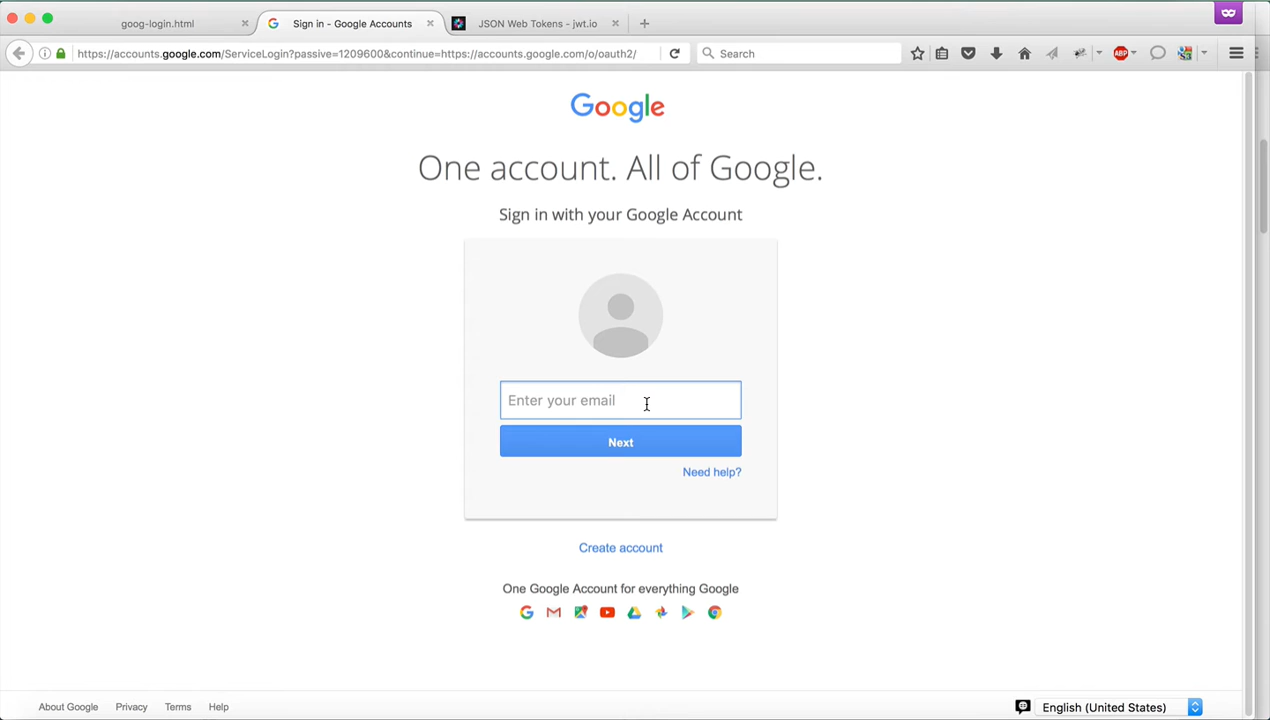 goog-login.html
Sign in - Google Accounts
JSON Web Tokens - jwt.io
https://accounts.google.com/ServiceLogin?passive=1209600&continue=https://accounts.google.com/o/oauth2/
Search
ABP
Google
One account. All of Google.
Sign in with your Google Account
Enter your email
Next
Need help?
Create account
One Google Account for everything Google
About Google Privacy Terms Help
English (United States)